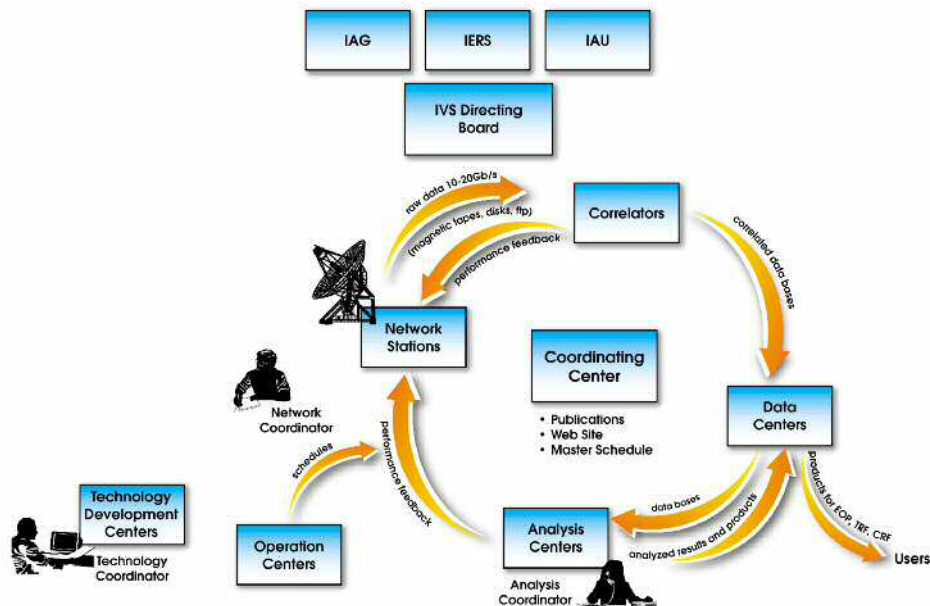 IAG
IERS
IAU
IVS Directing
Board
raw data 10-20Gb/s
(magnetic tapes, disks, ftp)
performance feedback
Correlators
correlated data bases
Network
Stations
Coordinating
Center
• Publications
• Web Site
• Master Schedule
Network
Coordinator
Data
Centers
schedules
performance feedback
data bases
analyzed results and products
products for EOP, TRF, CRF
Users
Technology
Development
Centers
Technology
Coordinator
Operation
Centers
Analysis
Centers
Analysis
Coordinator